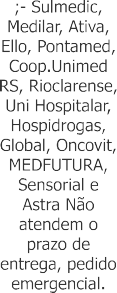 ;- Sulmedic,
Medilar, Ativa,
Ello, Pontamed,
Coop.Unimed
RS, Rioclarense,
Uni Hospitalar,
Hospidrogas,
Global, Oncovit,
MEDFUTURA,
Sensorial e
Astra Não
atendem o
prazo de
entrega, pedido
emergencial.